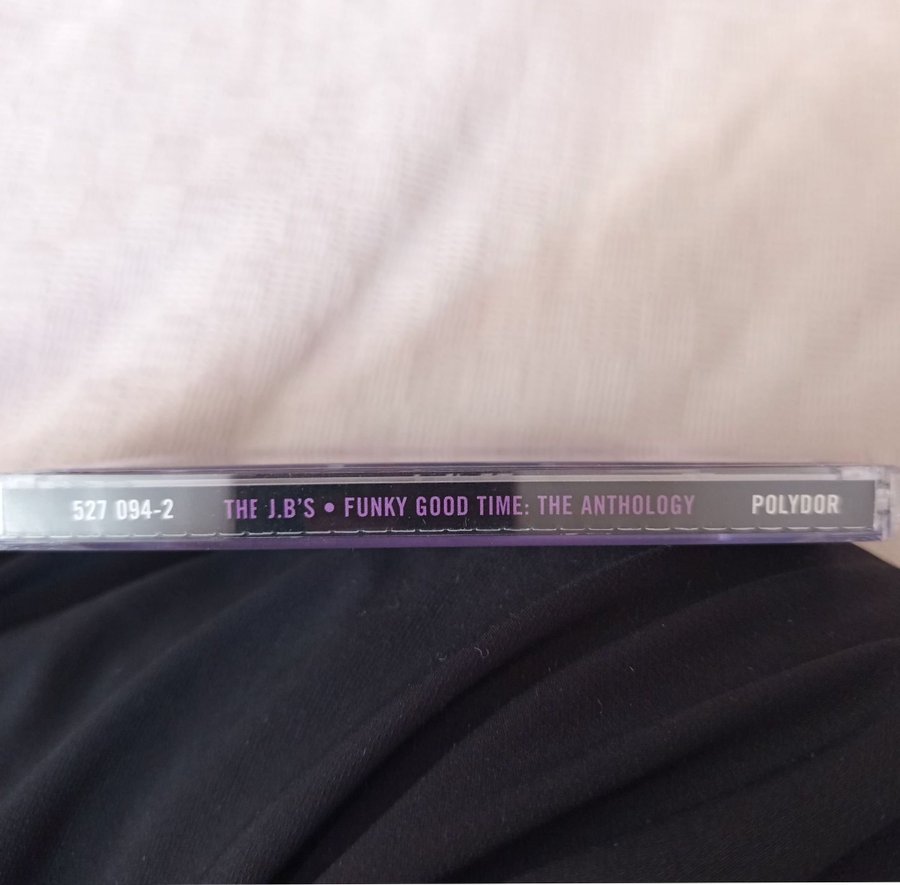 527 094-2 THE J.B'S • FUNKY GOOD TIME: THE ANTHOLOGY POLYDOR